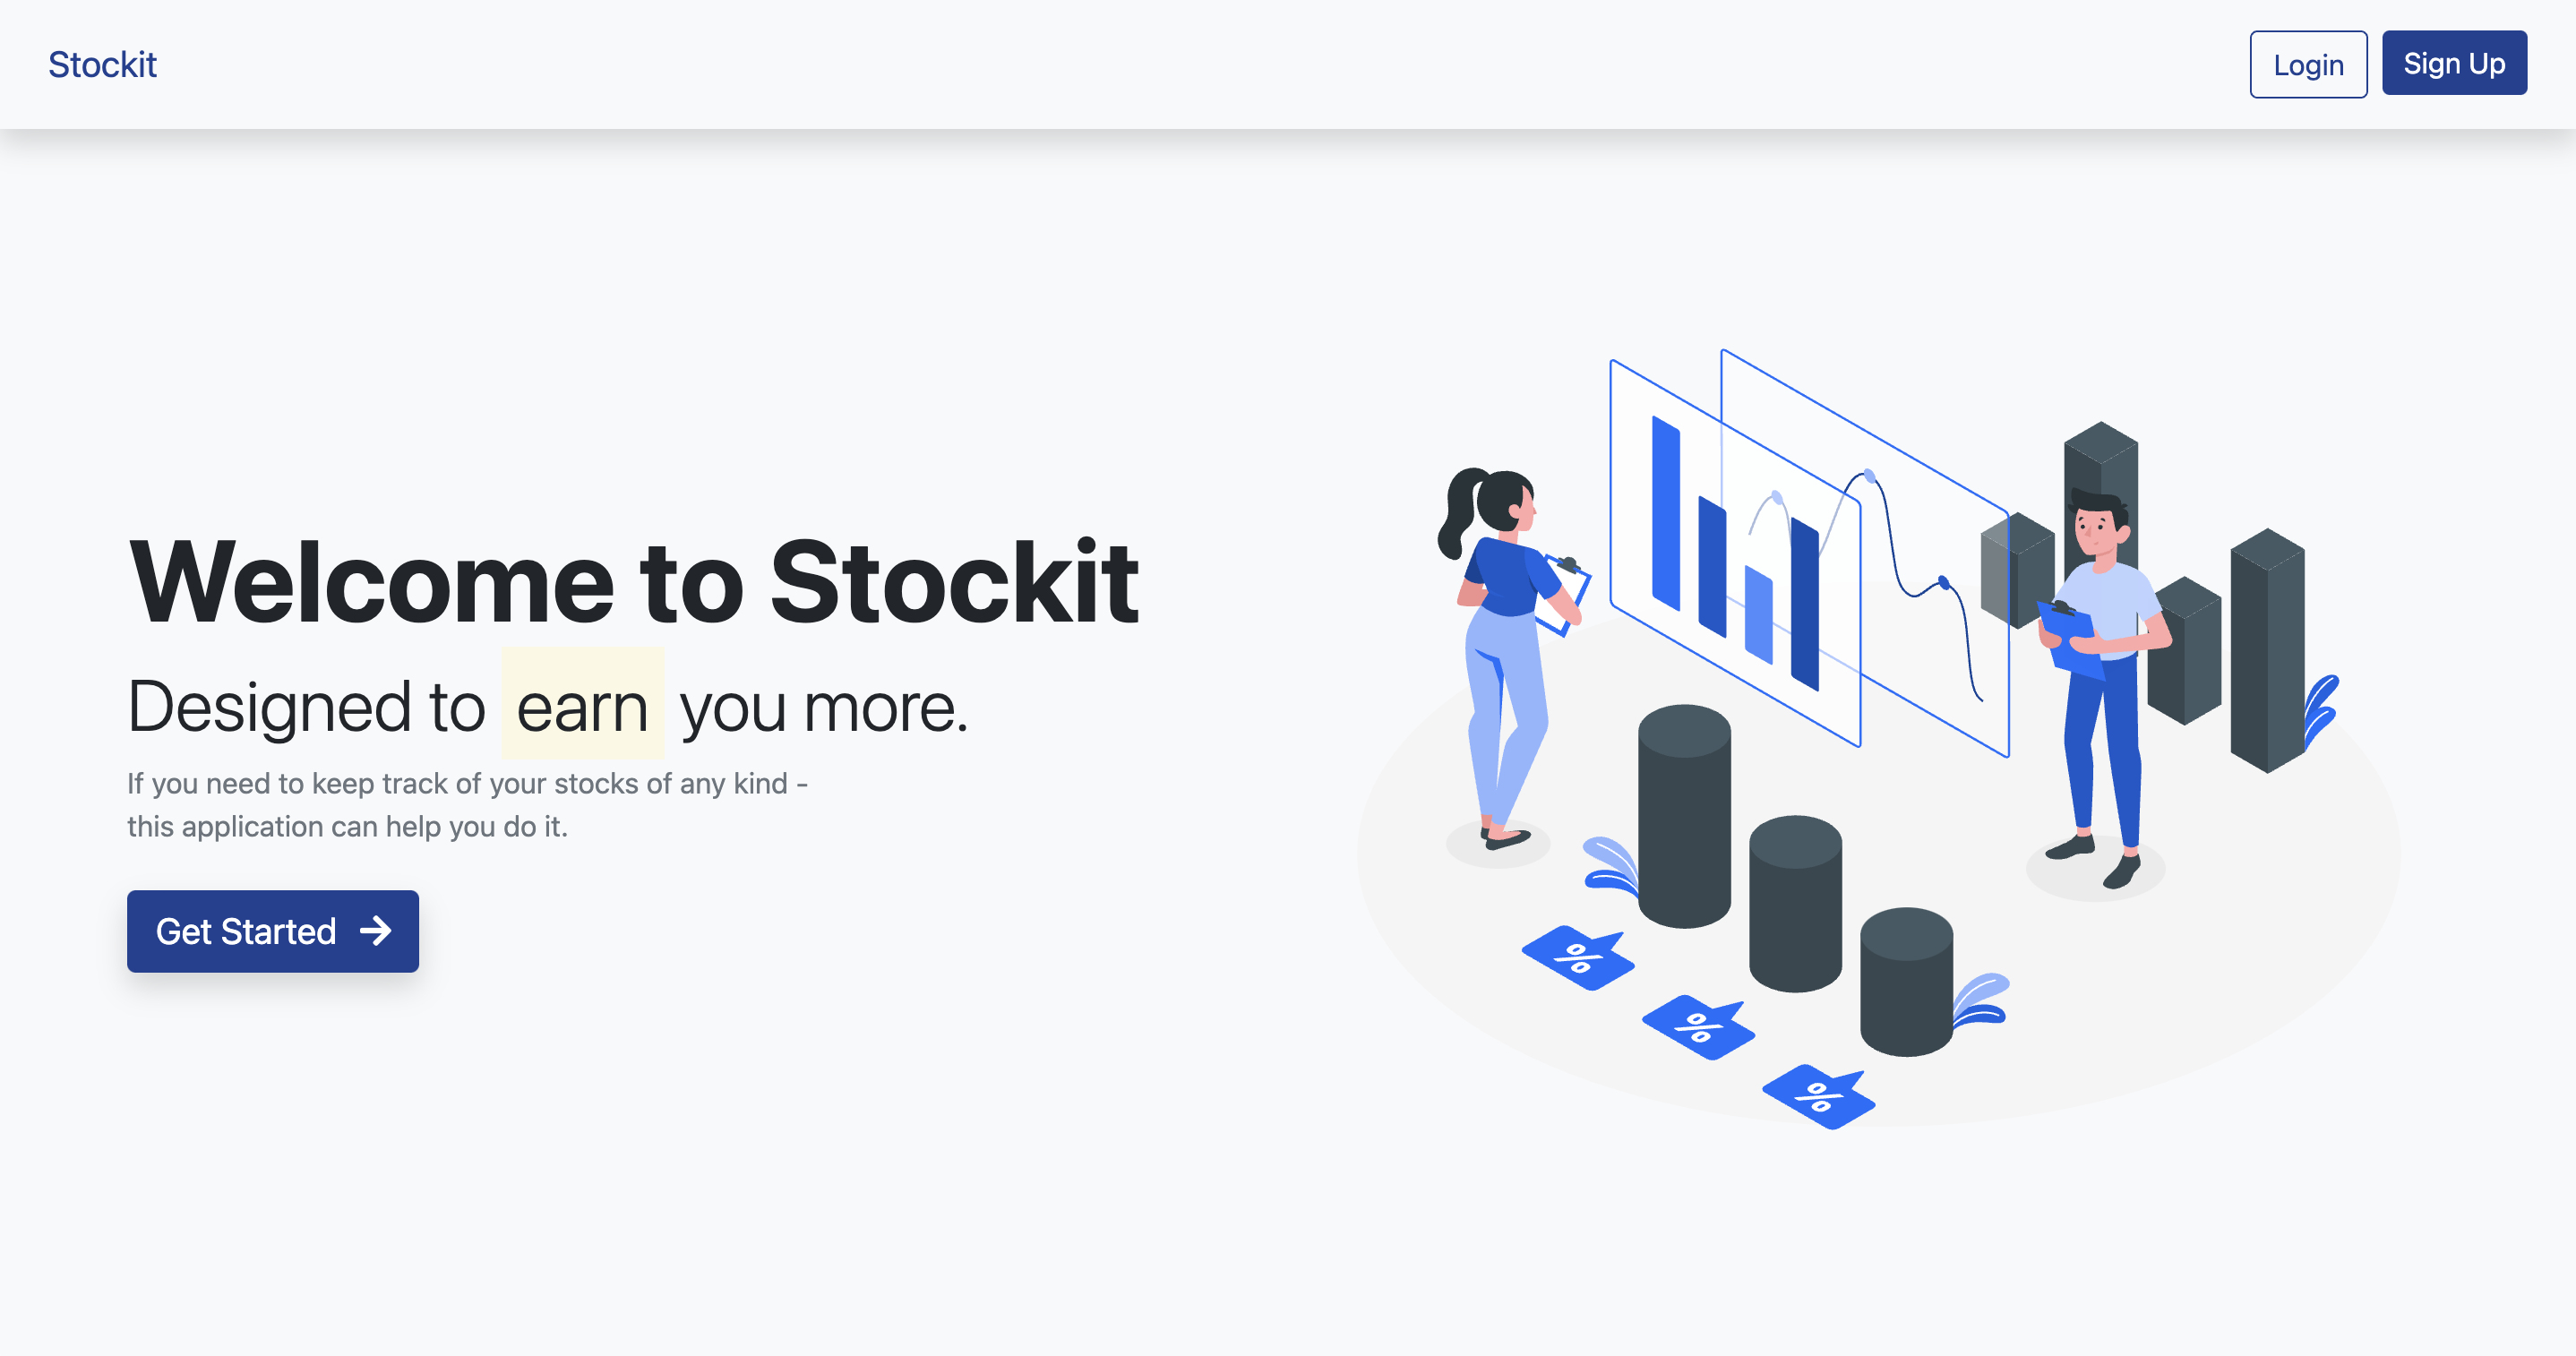 Stockit
Login
Sign Up
Welcome to Stockit
Designed to earn you more.
If you need to keep track of your stocks of any kind -
this application can help you do it.
Get Started
%
%
%